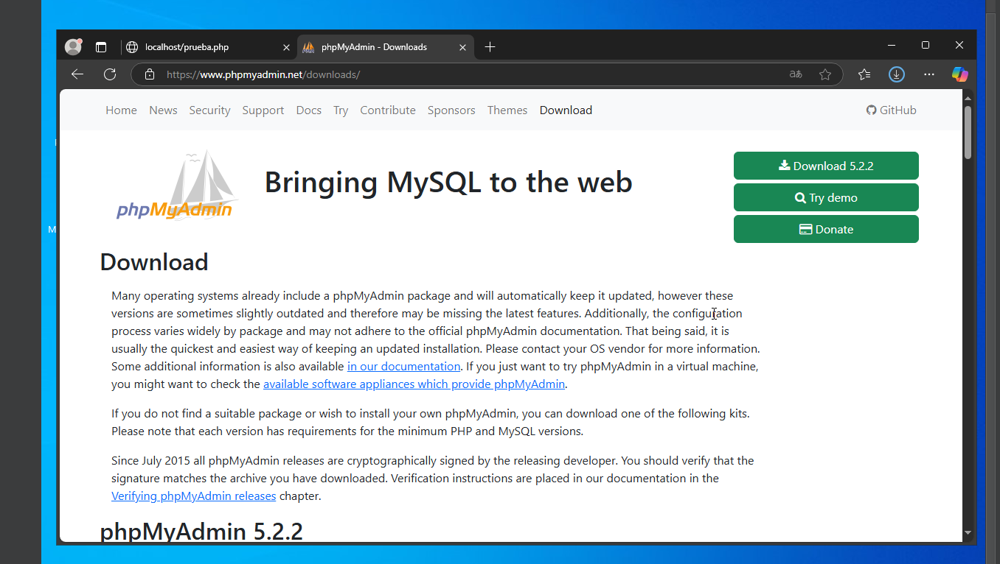 localhost/prueba.php
phpMyAdmin - Downloads
https://www.phpmyadmin.net/downloads/
Home News Security Support Docs Try Contribute Sponsors Themes Download GitHub
phpMyAdmin
Bringing MySQL to the web
Download 5.2.2
Try demo
Donate
Download
Many operating systems already include a phpMyAdmin package and will automatically keep it updated, however these
versions are sometimes slightly outdated and therefore may be missing the latest features. Additionally, the configuration
process varies widely by package and may not adhere to the official phpMyAdmin documentation. That being said, it is
usually the quickest and easiest way of keeping an updated installation. Please contact your OS vendor for more information.
Some additional information is also available in our documentation. If you just want to try phpMyAdmin in a virtual machine,
you might want to check the available software appliances which provide phpMyAdmin.
If you do not find a suitable package or wish to install your own phpMyAdmin, you can download one of the following kits.
Please note that each version has requirements for the minimum PHP and MySQL versions.
Since July 2015 all phpMyAdmin releases are cryptographically signed by the releasing developer. You should verify that the
signature matches the archive you have downloaded. Verification instructions are placed in our documentation in the
Verifying phpMyAdmin releases chapter.
phpMyAdmin 5.2.2